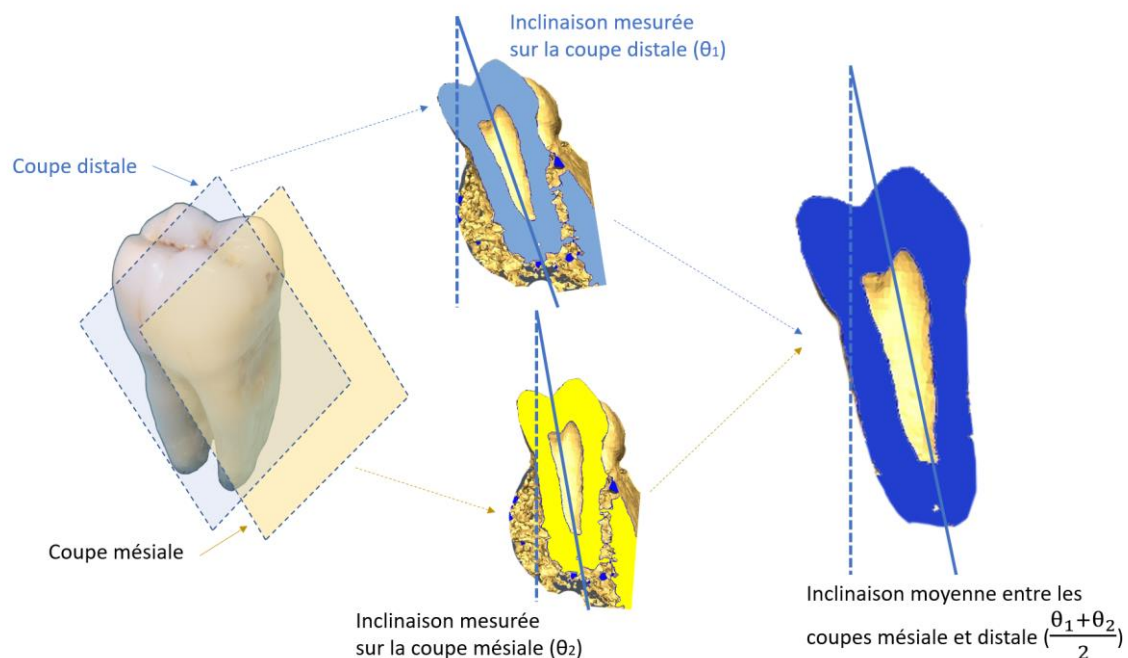 Inclinaison mesurée
sur la coupe distale (θ₁)
Coupe distale
Coupe mésiale
Inclinaison mesurée
sur la coupe mésiale (θ₂)
Inclinaison moyenne entre les
coupes mésiale et distale (θ₁+θ₂/2)